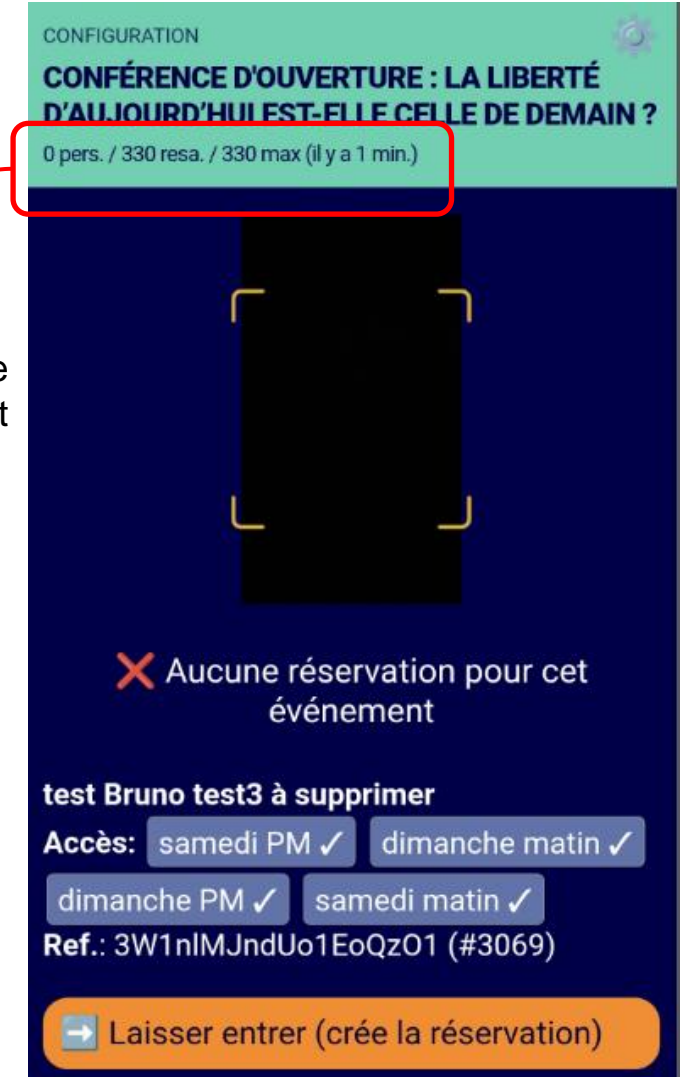 CONFIGURATION
CONFÉRENCE D'OUVERTURE : LA LIBERTÉ
D'AUJOURD'HUI EST-ELLE CELLE DE DEMAIN ?
0 pers. / 330 resa. / 330 max (il y a 1 min.)
e
t
❌ Aucune réservation pour cet
événement
test Bruno test3 à supprimer
Accès: samedi PM ✓ dimanche matin ✓
dimanche PM ✓ samedi matin ✓
Ref.: 3W1nlMJndUo1EoQzO1 (#3069)
➡️ Laisser entrer (crée la réservation)